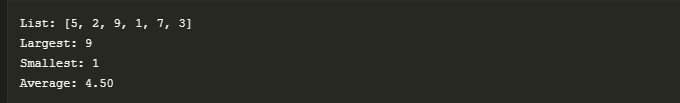 List: [5, 2, 9, 1, 7, 3]
Largest: 9
Smallest: 1
Average: 4.50